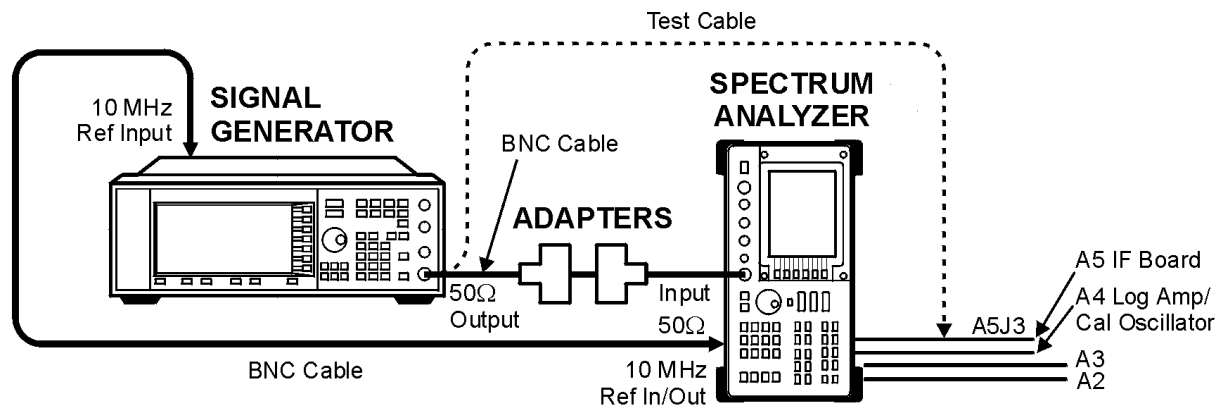 Test Cable
10 MHz
Ref Input
SIGNAL
GENERATOR
SPECTRUM
ANALYZER
BNC Cable
ADAPTERS
50Ω
Output
Input
50Ω
A5 IF Board
A4 Log Amp/
Cal Oscillator
A5J3
A3
A2
BNC Cable
10 MHz
Ref In/Out